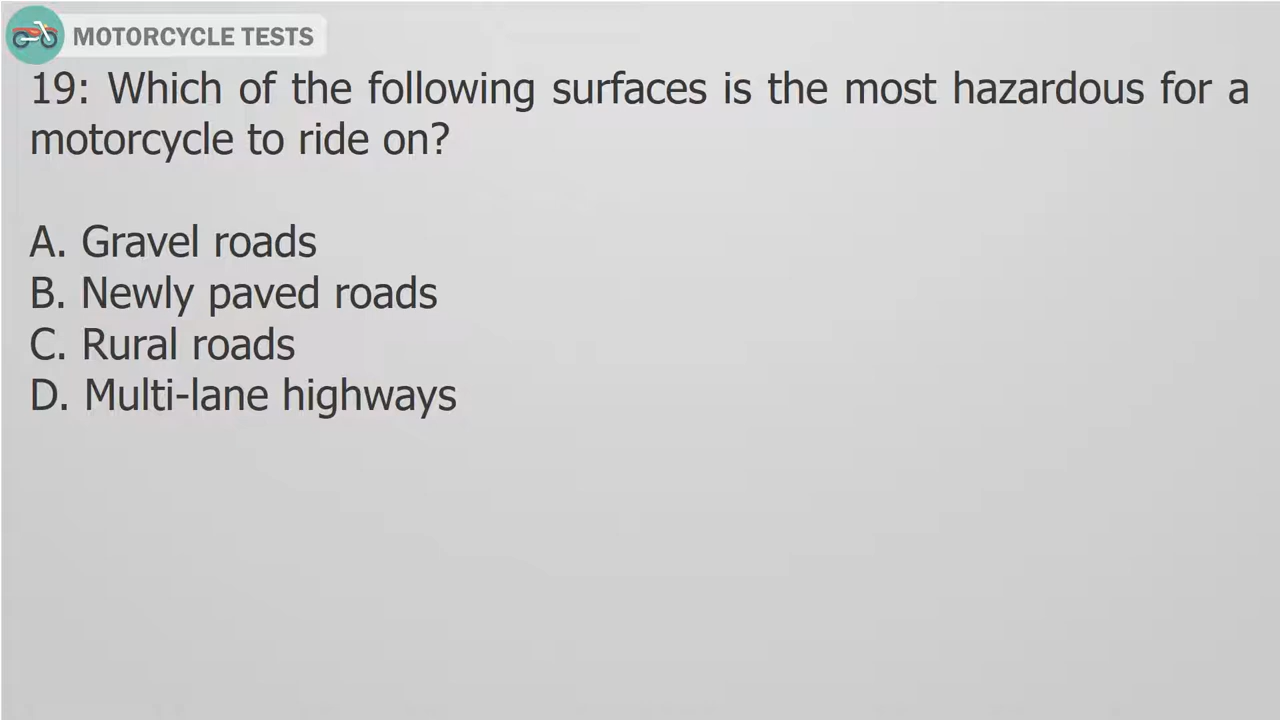 MOTORCYCLE TESTS
19: Which of the following surfaces is the most hazardous for a
motorcycle to ride on?
A. Gravel roads
B. Newly paved roads
C. Rural roads
D. Multi-lane highways